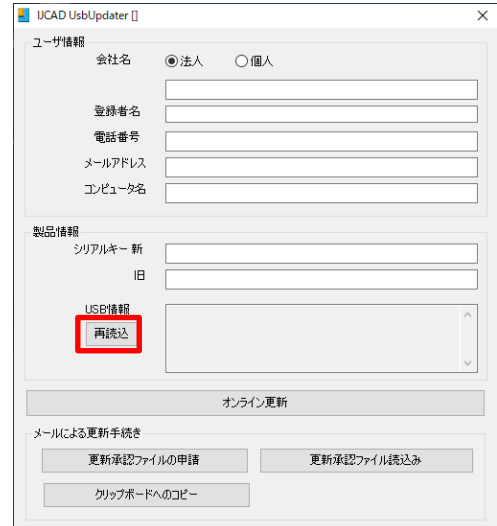 IJCAD UsbUpdater []
ユーザ情報
会社名 法人 個人
登録者名
電話番号
メールアドレス
コンピュータ名
製品情報
シリアルキー 新
旧
USB情報
再読込
オンライン更新
メールによる更新手続き
更新承認ファイルの申請 更新承認ファイル読込み
クリップボードへのコピー